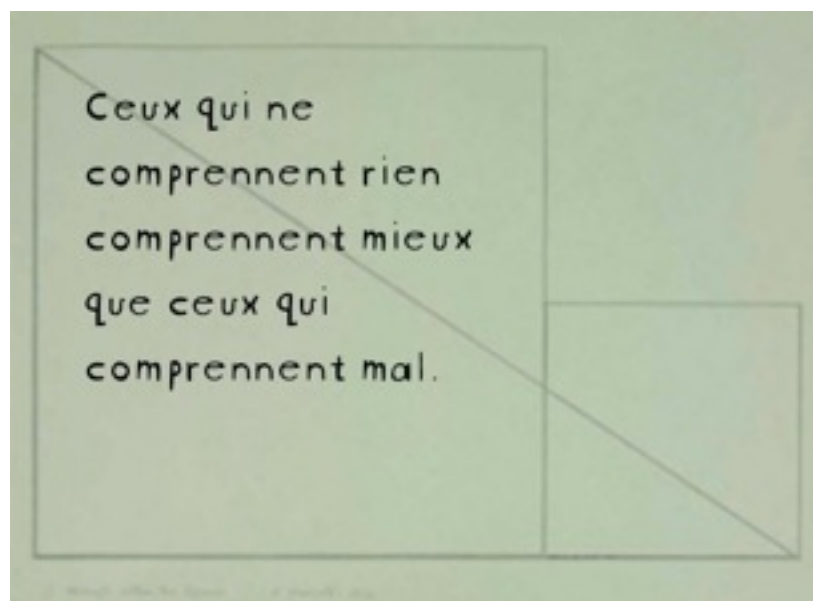 Ceux qui ne
comprennent rien
comprennent mieux
que ceux qui
comprennent mal.